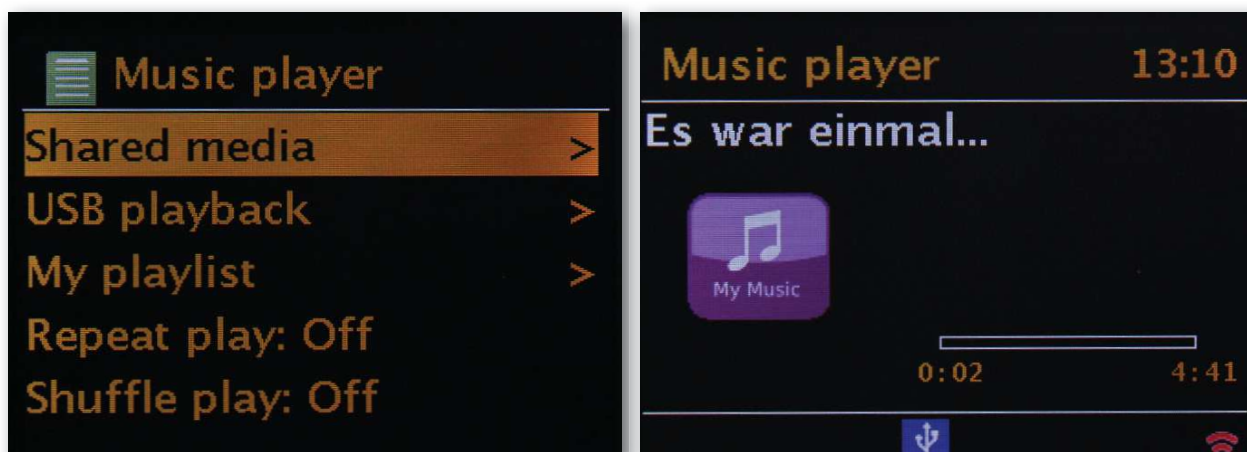 Music player
Shared media >
USB playback >
My playlist >
Repeat play: Off
Shuffle play: Off
Music player 13:10
Es war einmal...
My Music
0:02 4:41